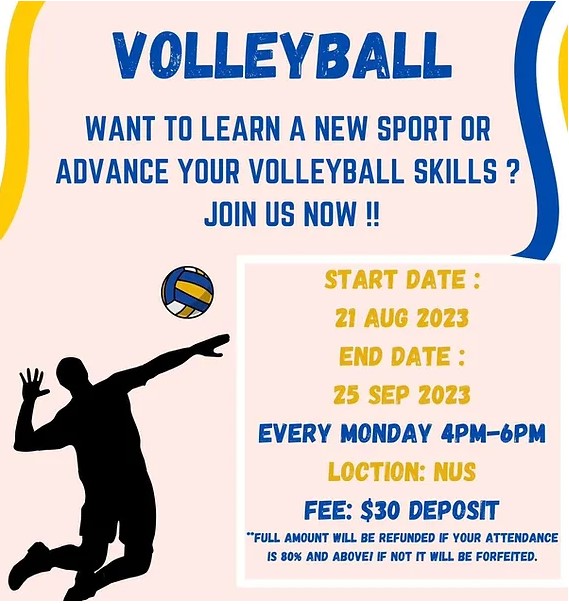 VOLLEYBALL
WANT TO LEARN A NEW SPORT OR
ADVANCE YOUR VOLLEYBALL SKILLS ?
JOIN US NOW !!
START DATE :
21 AUG 2023
END DATE :
25 SEP 2023
EVERY MONDAY 4PM-6PM
LOCTION: NUS
FEE: $30 DEPOSIT
**FULL AMOUNT WILL BE REFUNDED IF YOUR ATTENDANCE
IS 80% AND ABOVE! IF NOT IT WILL BE FORFEITED.